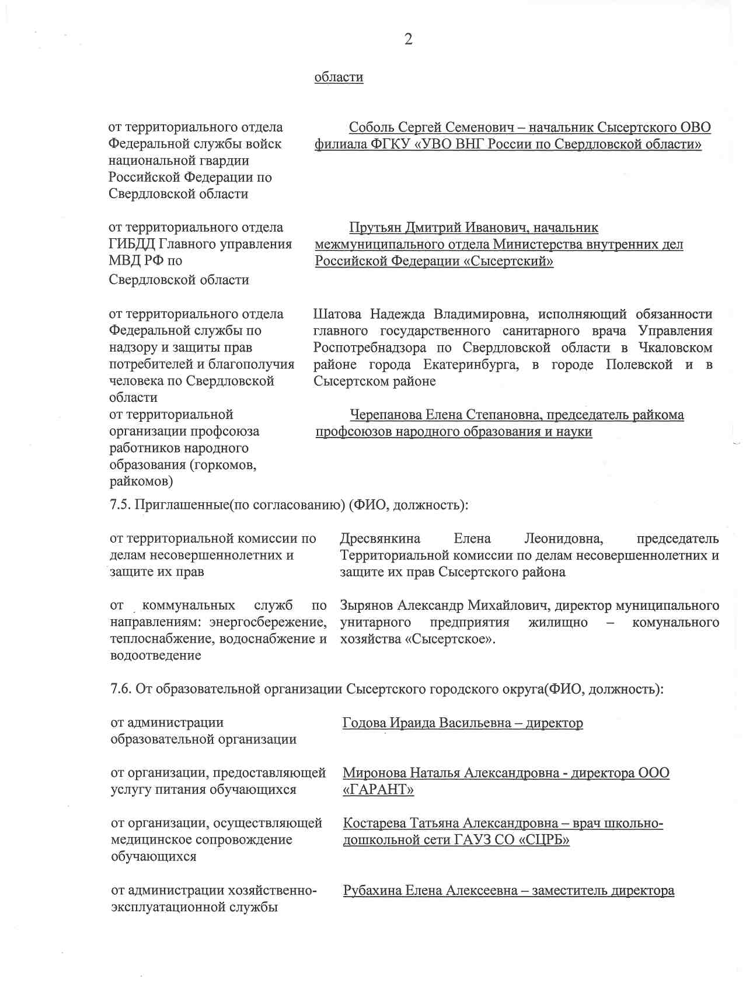 2
области
от территориального отдела
Федеральной службы войск
национальной гвардии
Российской Федерации по
Свердловской области
Соболь Сергей Семенович – начальник Сысертского ОВО
филиала ФГКУ «УВО ВНГ России по Свердловской области»
от территориального отдела
ГИБДД Главного управления
МВД РФ по
Свердловской области
Прутьян Дмитрий Иванович, начальник
межмуниципального отдела Министерства внутренних дел
Российской Федерации «Сысертский»
от территориального отдела
Федеральной службы по
надзору и защиты прав
потребителей и благополучия
человека по Свердловской
области
Шатова Надежда Владимировна, исполняющий обязанности
главного государственного санитарного врача Управления
Роспотребнадзора по Свердловской области в Чкаловском
районе города Екатеринбурга, в городе Полевской и в
Сысертском районе
от территориальной
организации профсоюза
работников народного
образования (горкомов,
райкомов)
Черепанова Елена Степановна, председатель райкома
профсоюзов народного образования и науки
7.5. Приглашенные(по согласованию) (ФИО, должность):
от территориальной комиссии по
делам несовершеннолетних и
защите их прав
Дресвянкина Елена Леонидовна, председатель
Территориальной комиссии по делам несовершеннолетних и
защите их прав Сысертского района
от коммунальных служб по
направлениям: энергосбережение,
теплоснабжение, водоснабжение и
водоотведение
Зырянов Александр Михайлович, директор муниципального
унитарного предприятия жилищно – комунального
хозяйства «Сысертское».
7.6. От образовательной организации Сысертского городского округа(ФИО, должность):
от администрации
образовательной организации
Годова Ираида Васильевна – директор
от организации, предоставляющей
услугу питания обучающихся
Миронова Наталья Александровна - директора ООО
«ГАРАНТ»
от организации, осуществляющей
медицинское сопровождение
обучающихся
Костарева Татьяна Александровна – врач школьно-
дошкольной сети ГАУЗ СО «СЦРБ»
от администрации хозяйственно-
эксплуатационной службы
Рубахина Елена Алексеевна – заместитель директора